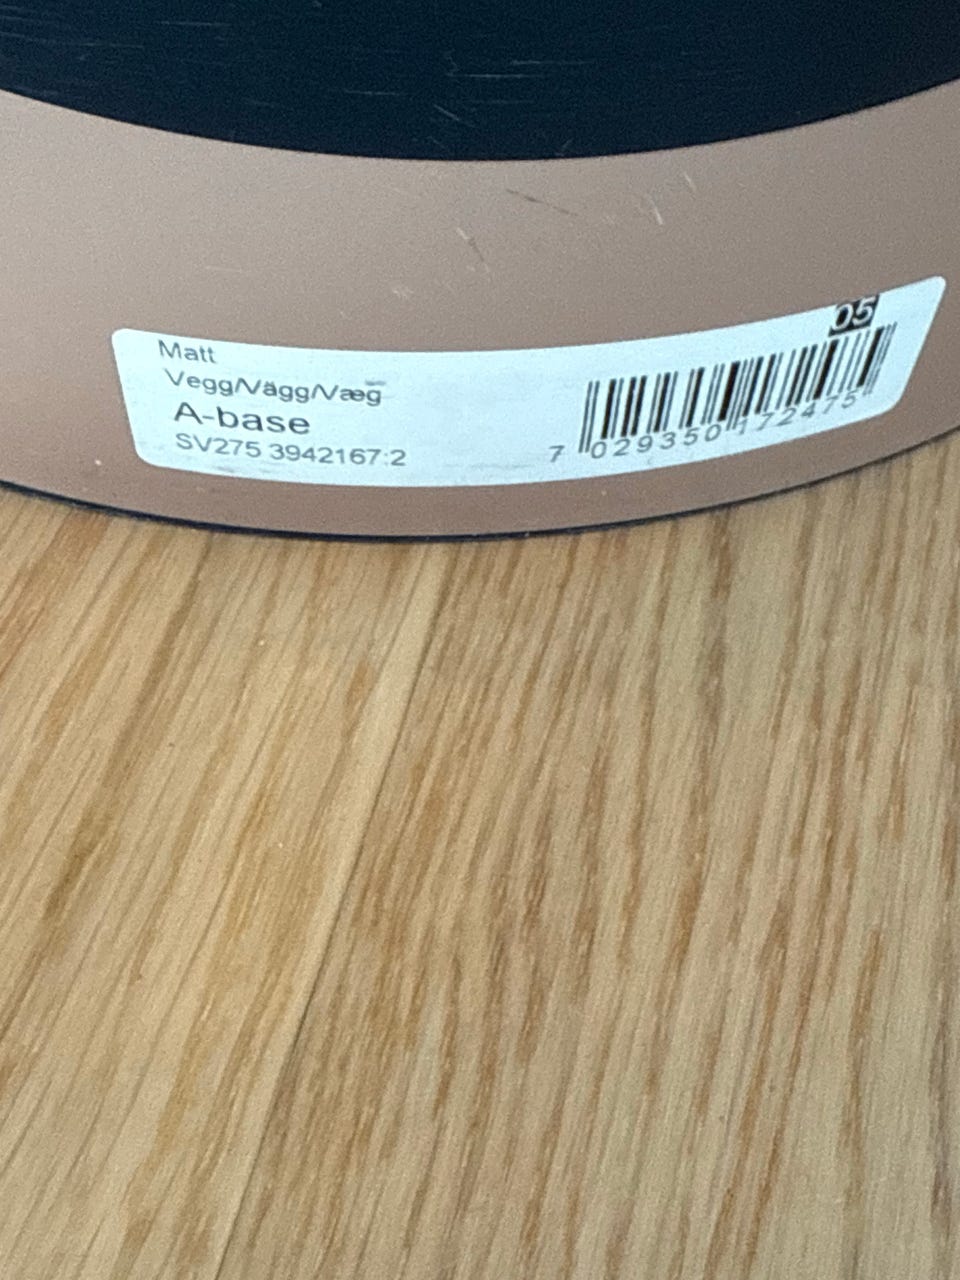 05
Matt
Vegg/Vägg/Væg
A-base
SV275 3942167:2
7 029350 172475